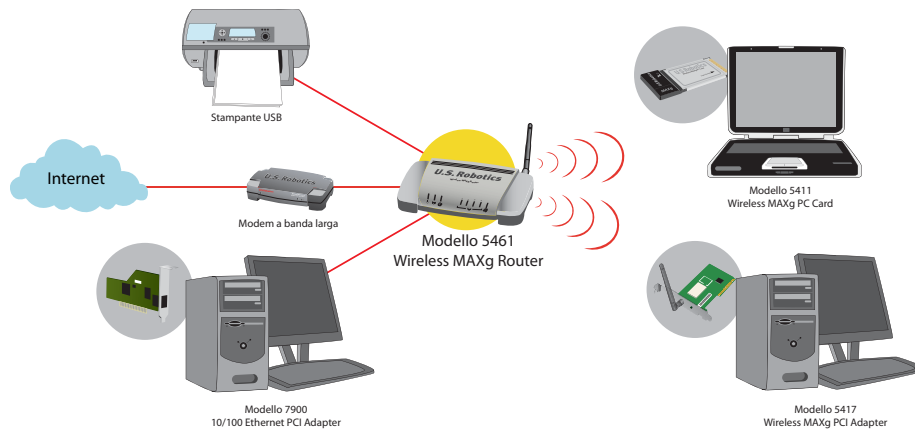 Stampante USB
Internet
U.S. Robotics
Modem a banda larga
U.S. Robotics
Modello 5461
Wireless MAXg Router
Modello 5411
Wireless MAXg PC Card
Modello 7900
10/100 Ethernet PCI Adapter
Modello 5417
Wireless MAXg PCI Adapter